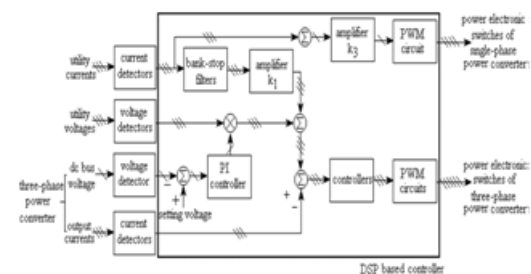 utility
currents
current
detectors
bank-stop
filters
amplifier
k1
Σ
amplifier
k3
PWM
circuit
power electronic
switches of
single-phase
power converter:
utility
voltages
voltage
detectors
Σ
three-phase
power
converter
dc bus
voltage
voltage
detector
−
Σ
+
setting voltage
PI
controller
+
−
Σ
controllers
PWM
circuits
power electronic:
switches of
three-phase
power converter:
output
currents
current
detectors
DSP based controller